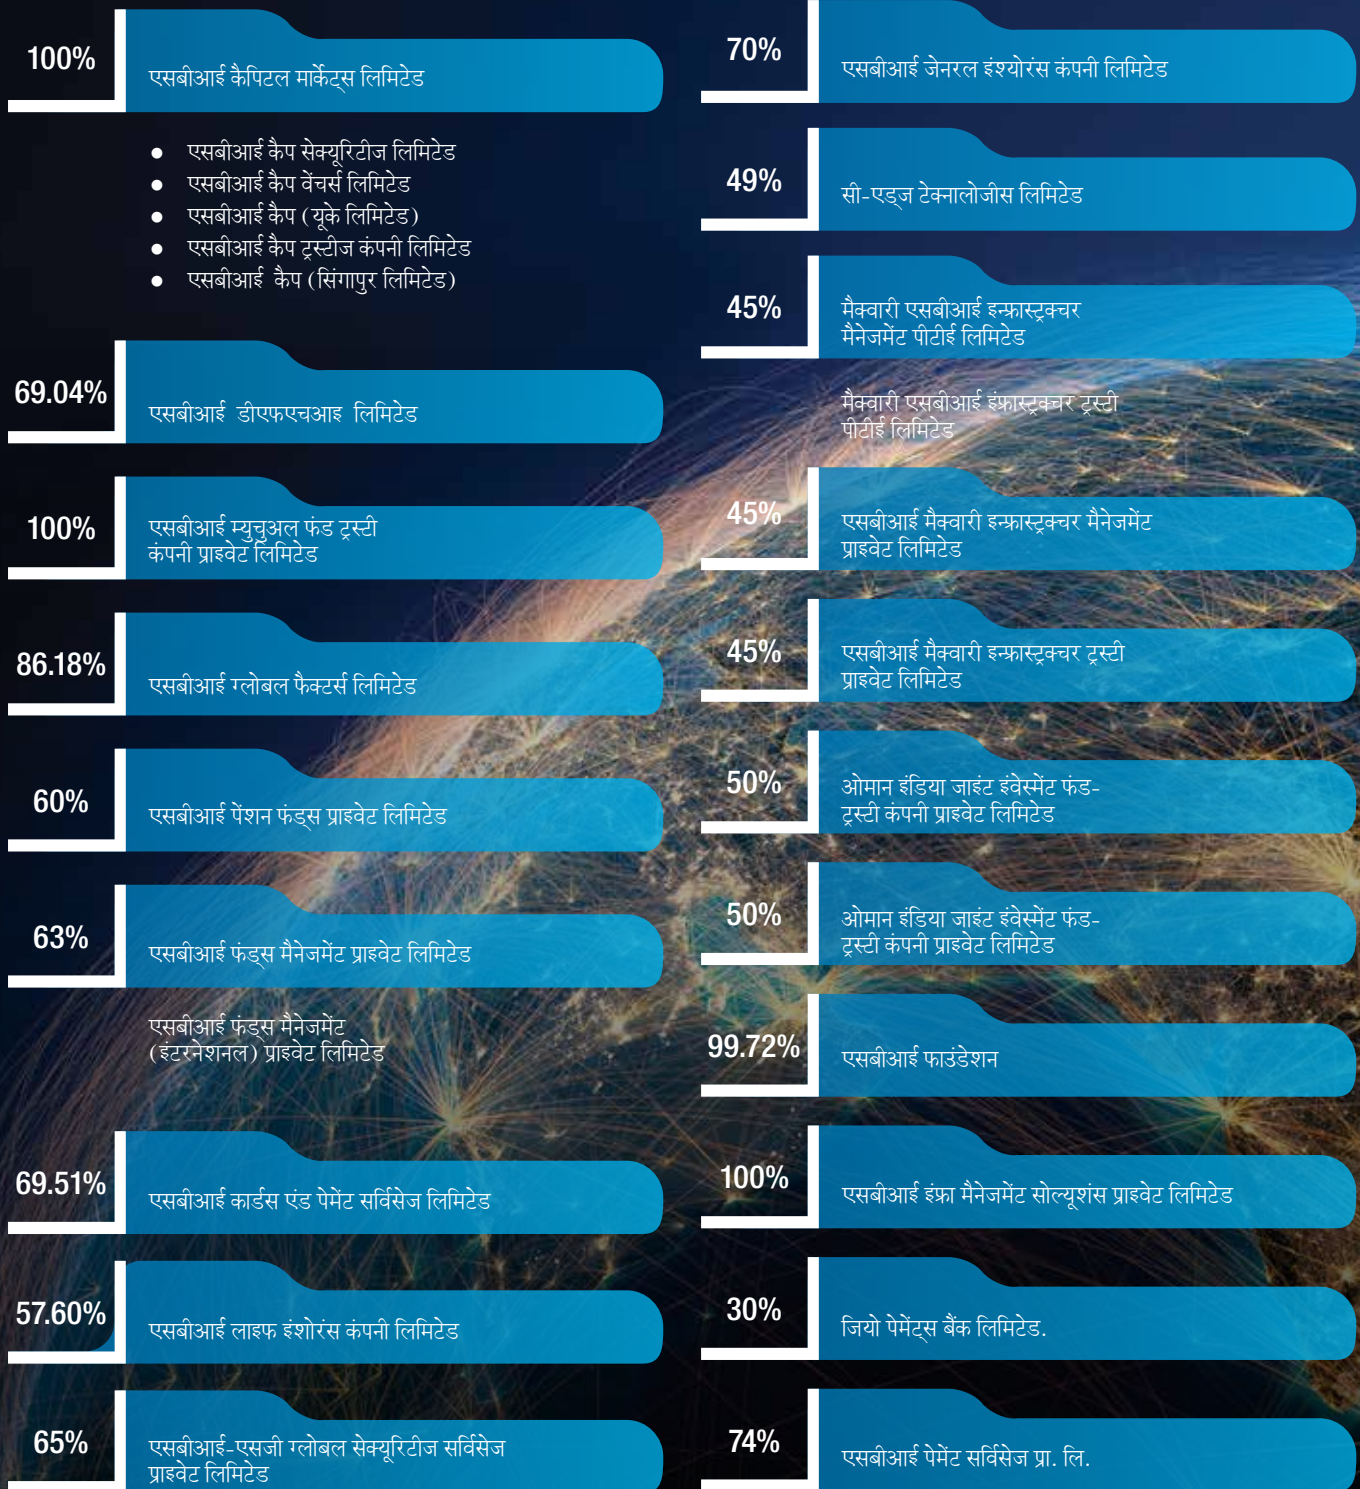 100%
एसबीआई कैपिटल मार्केट्स लिमिटेड
● एसबीआई कैप सेक्यूरिटीज लिमिटेड
● एसबीआई कैप वेंचर्स लिमिटेड
● एसबीआई कैप (यूके लिमिटेड)
● एसबीआई कैप ट्रस्टीज कंपनी लिमिटेड
● एसबीआई कैप (सिंगापुर लिमिटेड)
69.04%
एसबीआई डीएफएचआइ लिमिटेड
100%
एसबीआई म्युचुअल फंड ट्रस्टी
कंपनी प्राइवेट लिमिटेड
86.18%
एसबीआई ग्लोबल फैक्टर्स लिमिटेड
60%
एसबीआई पेंशन फंड्स प्राइवेट लिमिटेड
63%
एसबीआई फंड्स मैनेजमेंट प्राइवेट लिमिटेड
एसबीआई फंड्स मैनेजमेंट
(इंटरनेशनल) प्राइवेट लिमिटेड
69.51%
एसबीआई कार्डस एंड पेमेंट सर्विसेज लिमिटेड
57.60%
एसबीआई लाइफ इंशोरंस कंपनी लिमिटेड
65%
एसबीआई-एसजी ग्लोबल सेक्यूरिटीज सर्विसेज
प्राइवेट लिमिटेड
70%
एसबीआई जेनरल इंश्योरंस कंपनी लिमिटेड
49%
सी-एड्ज टेक्नालोजीस लिमिटेड
45%
मैक्वारी एसबीआई इन्फ्रास्ट्रक्चर
मैनेजमेंट पीटीई लिमिटेड
मैक्वारी एसबीआई इंफ्रास्ट्रक्चर ट्रस्टी
पीटीई लिमिटेड
45%
एसबीआई मैक्वारी इन्फ्रास्ट्रक्चर मैनेजमेंट
प्राइवेट लिमिटेड
45%
एसबीआई मैक्वारी इन्फ्रास्ट्रक्चर ट्रस्टी
प्राइवेट लिमिटेड
50%
ओमान इंडिया जाइंट इंवेस्मेंट फंड-
ट्रस्टी कंपनी प्राइवेट लिमिटेड
50%
ओमान इंडिया जाइंट इंवेस्मेंट फंड-
ट्रस्टी कंपनी प्राइवेट लिमिटेड
99.72%
एसबीआई फाउंडेशन
100%
एसबीआई इंफ्रा मैनेजमेंट सोल्यूशंस प्राइवेट लिमिटेड
30%
जियो पेमेंट्स बैंक लिमिटेड.
74%
एसबीआई पेमेंट सर्विसेज प्रा. लि.